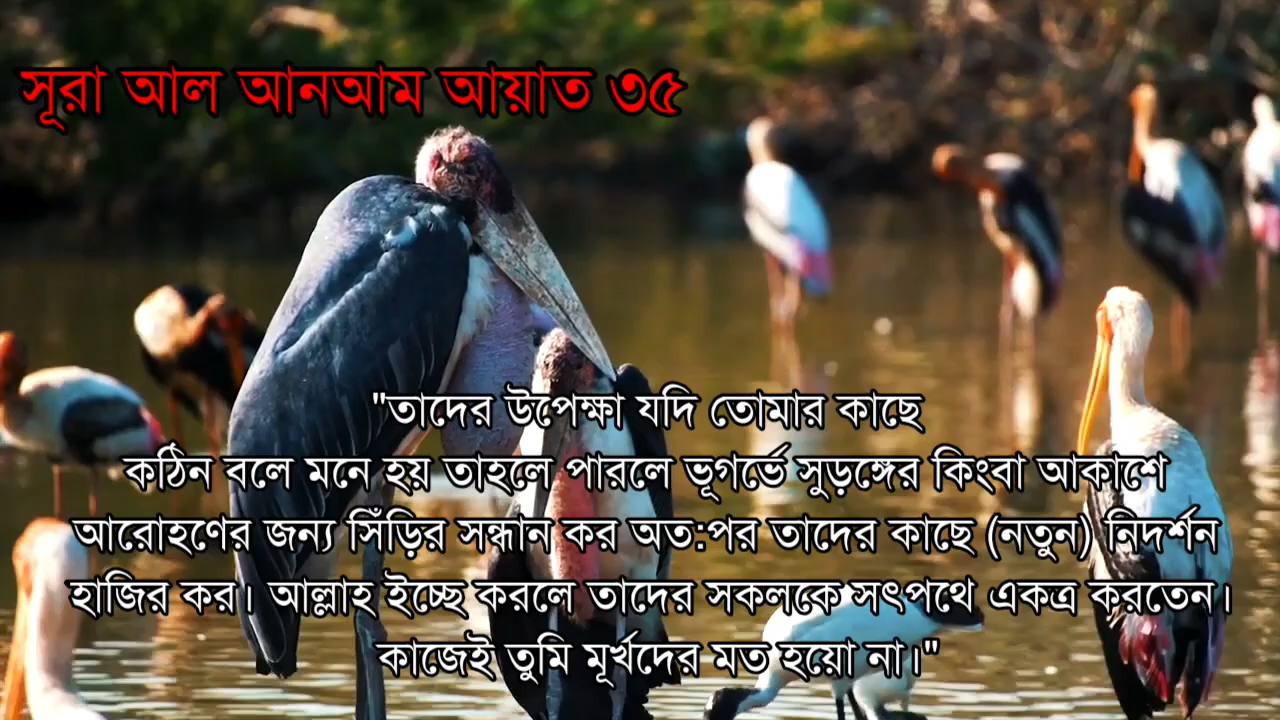 সূরা আল আনআম আয়াত ৩৫
"তাদের উপেক্ষা যদি তোমার কাছে
কঠিন বলে মনে হয় তাহলে পারলে ভূগর্ভে সুড়ঙ্গের কিংবা আকাশে
আরোহণের জন্য সিঁড়ির সন্ধান কর অত:পর তাদের কাছে (নতুন) নিদর্শন
হাজির কর। আল্লাহ ইচ্ছে করলে তাদের সকলকে সৎপথে একত্র করতেন।
কাজেই তুমি মূর্খদের মত হয়ো না।"